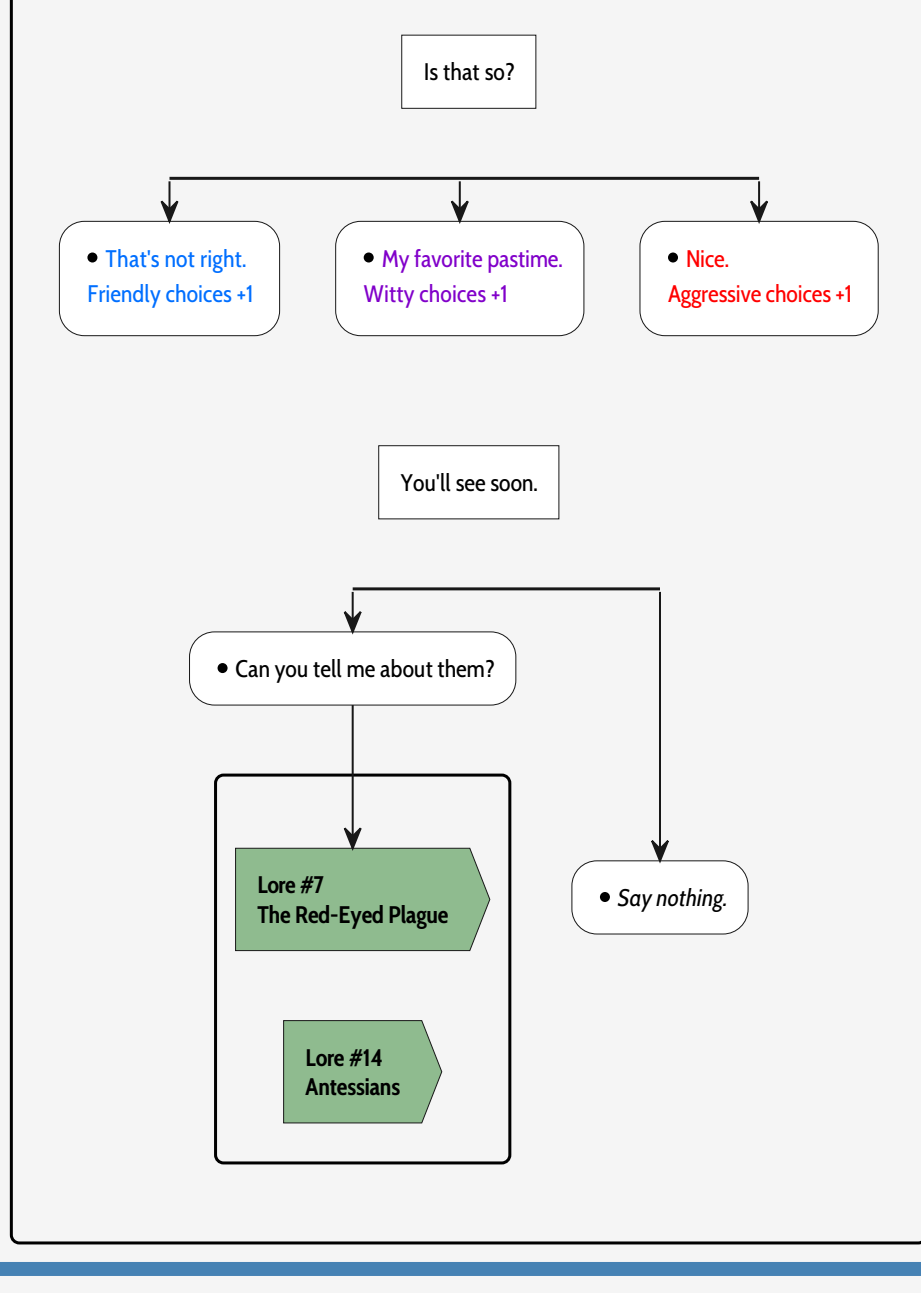 Is that so?
• That's not right.
Friendly choices +1
• My favorite pastime.
Witty choices +1
• Nice.
Aggressive choices +1
You'll see soon.
• Can you tell me about them?
Lore #7
The Red-Eyed Plague
• Say nothing.
Lore #14
Antessians